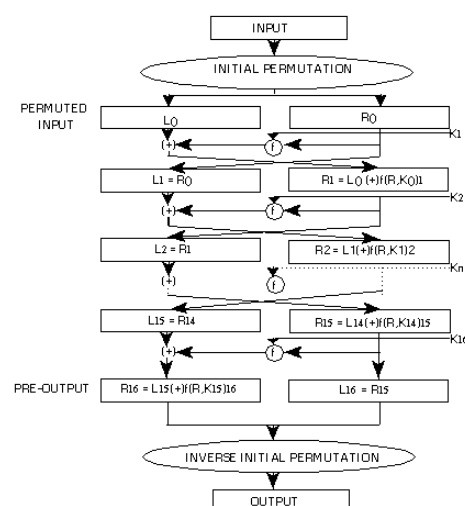 INPUT
INITIAL PERMUTATION
PERMUTED
INPUT
L0
R0
K1
(+)
f
L1 = R0
R1 = L0 (+)f(R,K0)1
K2
(+)
f
L2 = R1
R2 = L1(+)f(R,K1)2
Kn
(+)
f
L15 = R14
R15 = L14(+)f(R,K14)15
K16
(+)
f
PRE-OUTPUT
R16 = L15(+)f(R,K15)16
L16 = R15
INVERSE INITIAL PERMUTATION
OUTPUT